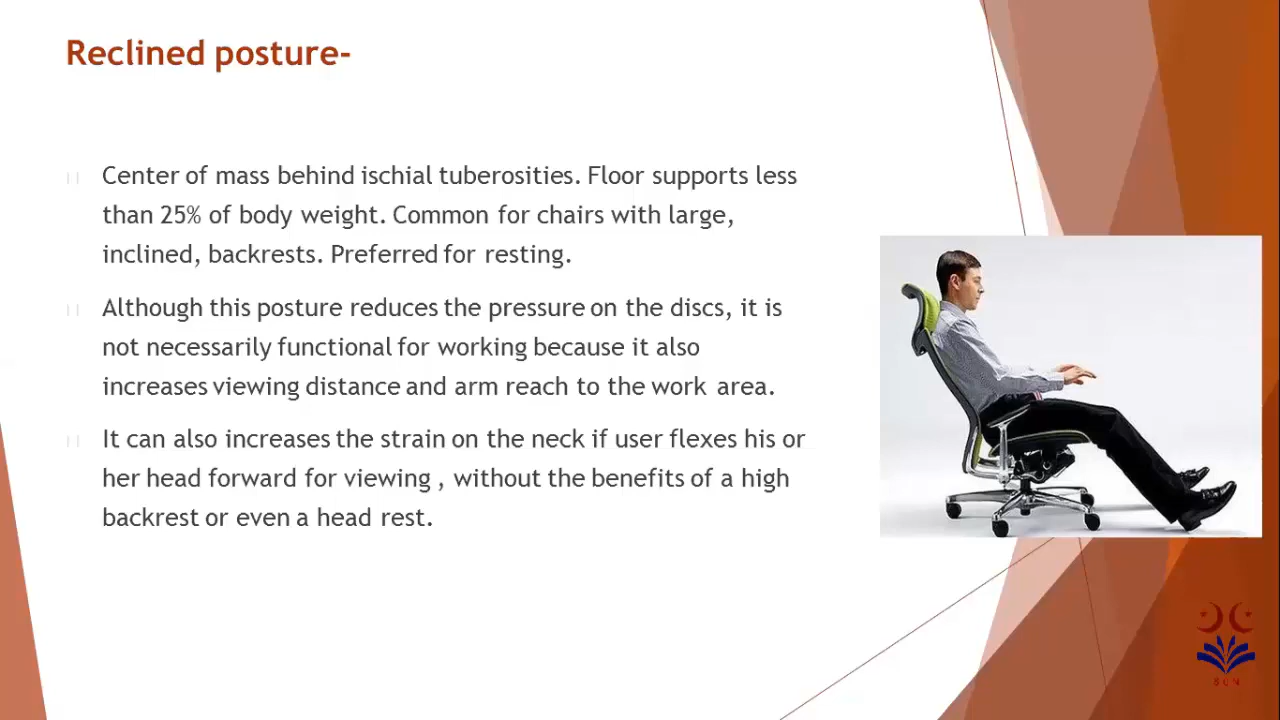 Reclined posture-
Center of mass behind ischial tuberosities. Floor supports less
than 25% of body weight. Common for chairs with large,
inclined, backrests. Preferred for resting.
Although this posture reduces the pressure on the discs, it is
not necessarily functional for working because it also
increases viewing distance and arm reach to the work area.
It can also increases the strain on the neck if user flexes his or
her head forward for viewing , without the benefits of a high
backrest or even a head rest.